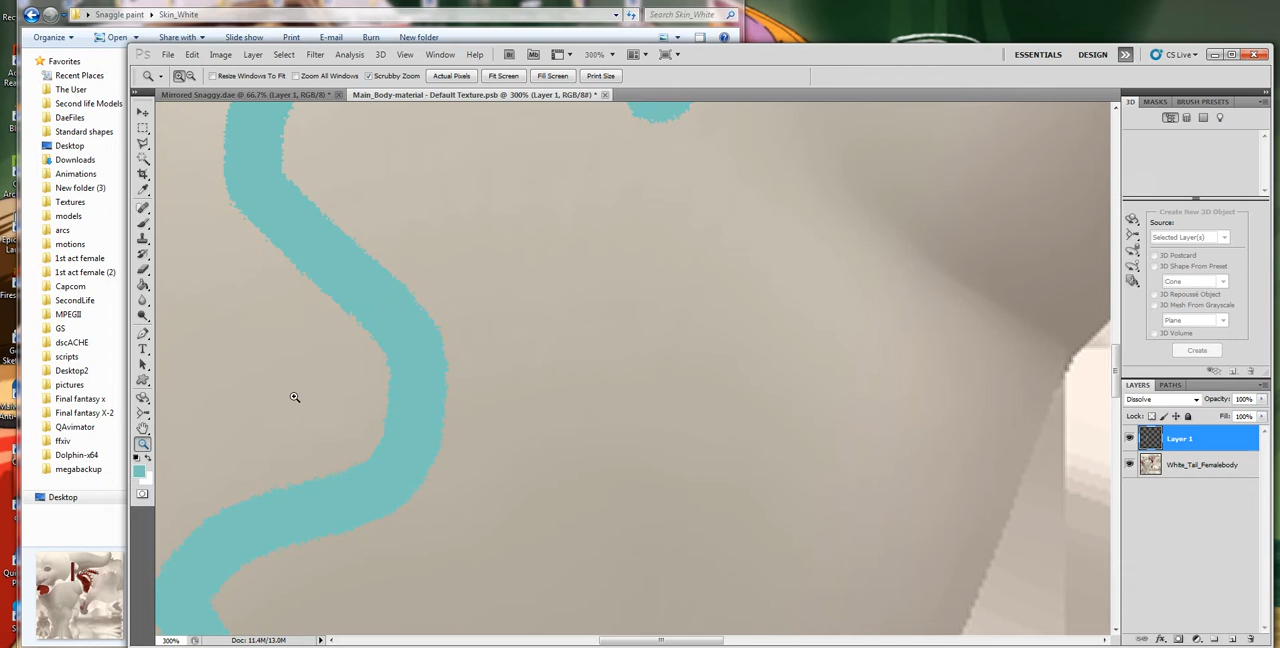 Snaggle paint ▸ Skin_White
Search Skin_White
Organize Open Share with Slide show Print E-mail Burn New folder
Ps File Edit Image Layer Select Filter Analysis 3D View Window Help Br Mb 300% ESSENTIALS DESIGN CS Live
Resize Windows To Fit Zoom All Windows Scrubby Zoom Actual Pixels Fit Screen Fill Screen Print Size
Mirrored Snaggy.dae @ 66.7% (Layer 1, RGB/8) * Main_Body-material - Default Texture.psb @ 300% (Layer 1, RGB/8#) *
Favorites
Recent Places
The User
Second life Models
DaeFiles
Standard shapes
Desktop
Downloads
Animations
New folder (3)
Textures
models
arcs
motions
1st act female
1st act female (2)
Capcom
SecondLife
MPEGII
GS
dscACHE
scripts
Desktop2
pictures
Final fantasy x
Final fantasy X-2
QAvimator
ffxiv
Dolphin-x64
megabackup
Desktop
3D MASKS BRUSH PRESETS
Create New 3D Object
Source:
Selected Layer(s)
3D Postcard
3D Shape From Preset
Cone
3D Repoussé Object
3D Mesh From Grayscale
Plane
3D Volume
Create
LAYERS PATHS
Dissolve Opacity: 100%
Lock: Fill: 100%
Layer 1
White_Tail_Femalebody
300% Doc: 11.4M/13.0M